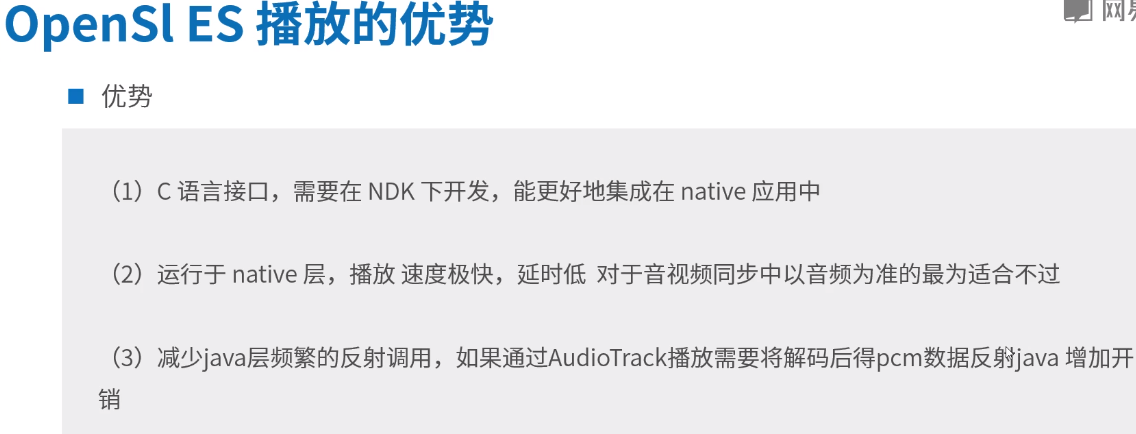 OpenSl ES 播放的优势
网易
优势
（1）C 语言接口，需要在 NDK 下开发，能更好地集成在 native 应用中
（2）运行于 native 层，播放 速度极快，延时低 对于音视频同步中以音频为准的最为适合不过
（3）减少java层频繁的反射调用，如果通过AudioTrack播放需要将解码后得pcm数据反射java 增加开
销